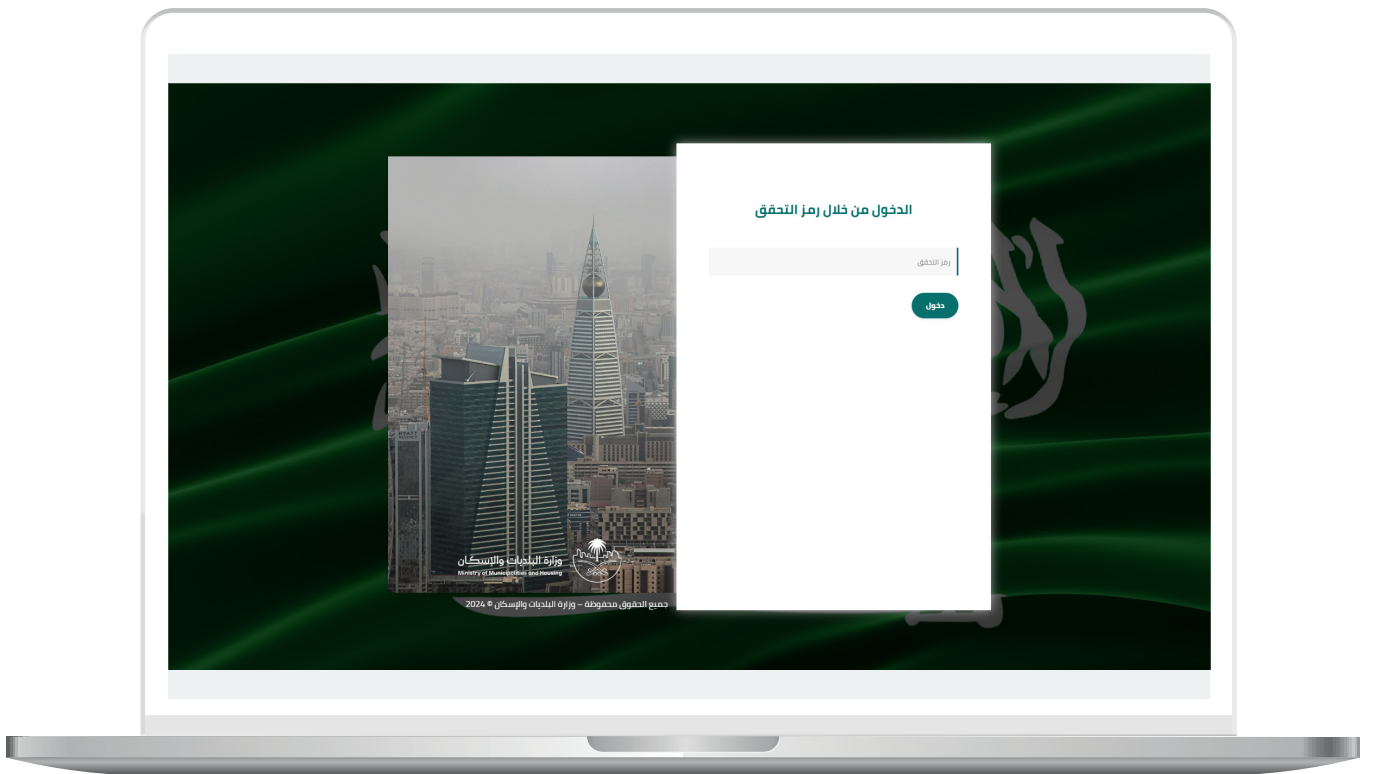 الدخول من خلال رمز التحقق
رمز التحقق
دخول
وزارة البلديات والإسكان
Ministry of Municipalities and Housing
جميع الحقوق محفوظة – وزارة البلديات والإسكان © 2024